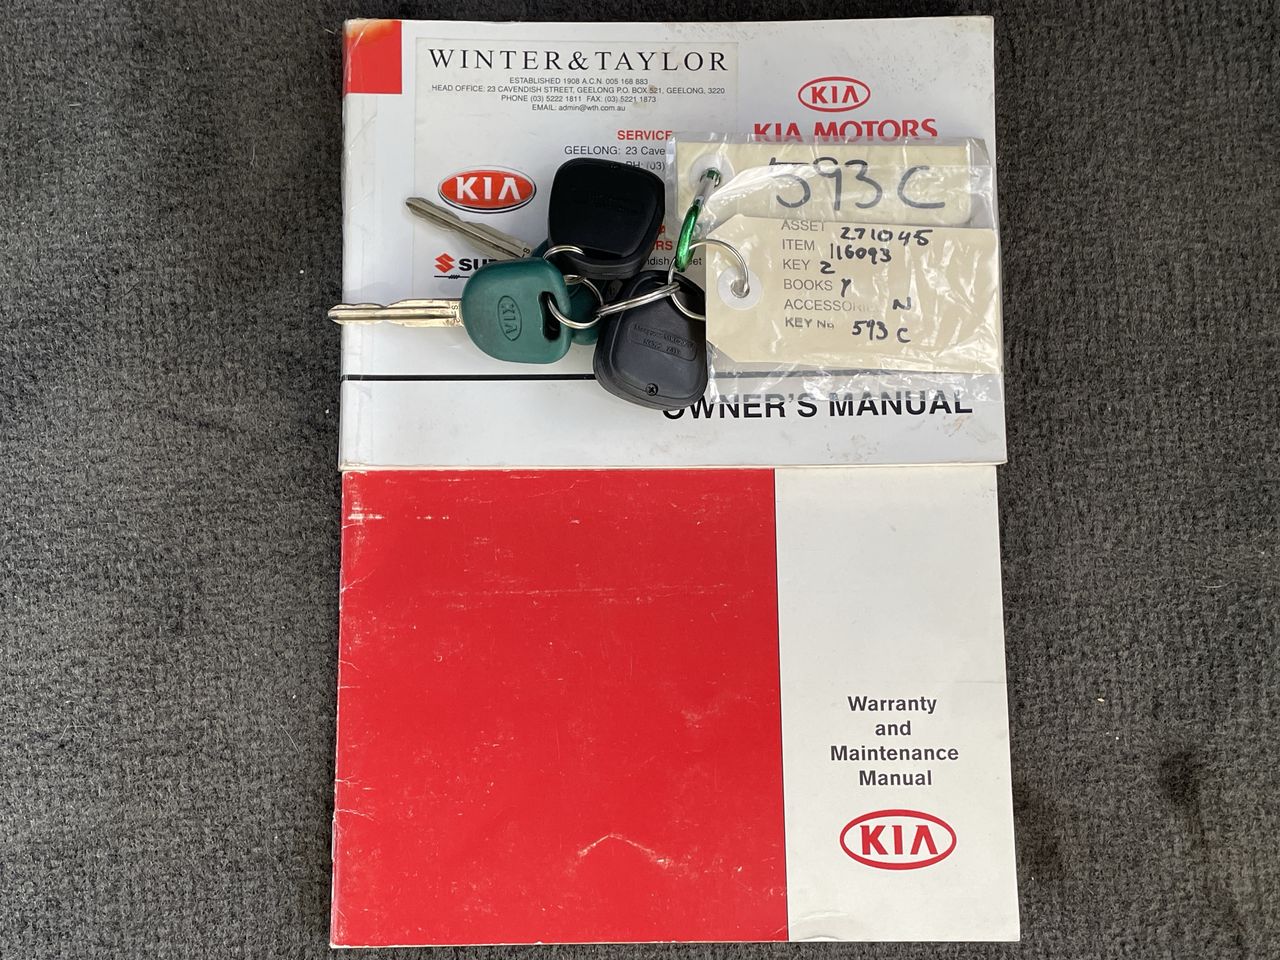 WINTER & TAYLOR
ESTABLISHED 1908 A.C.N. 005 168 883
HEAD OFFICE: 23 CAVENDISH STREET, GEELONG P.O. BOX 521, GEELONG, 3220
PHONE (03) 5222 1811 FAX: (03) 5221 1873
EMAIL: admin@wth.com.au
KIA
KIA MOTORS
SERVICE
GEELONG: 23 Cave
PH: (03)
KIA
593 C
ASSET 271045
ITEM 116093
KEY 2
BOOKS Y
ACCESSORI N
KEY No 593 C
KIA
OWNER'S MANUAL
Warranty
and
Maintenance
Manual
KIA